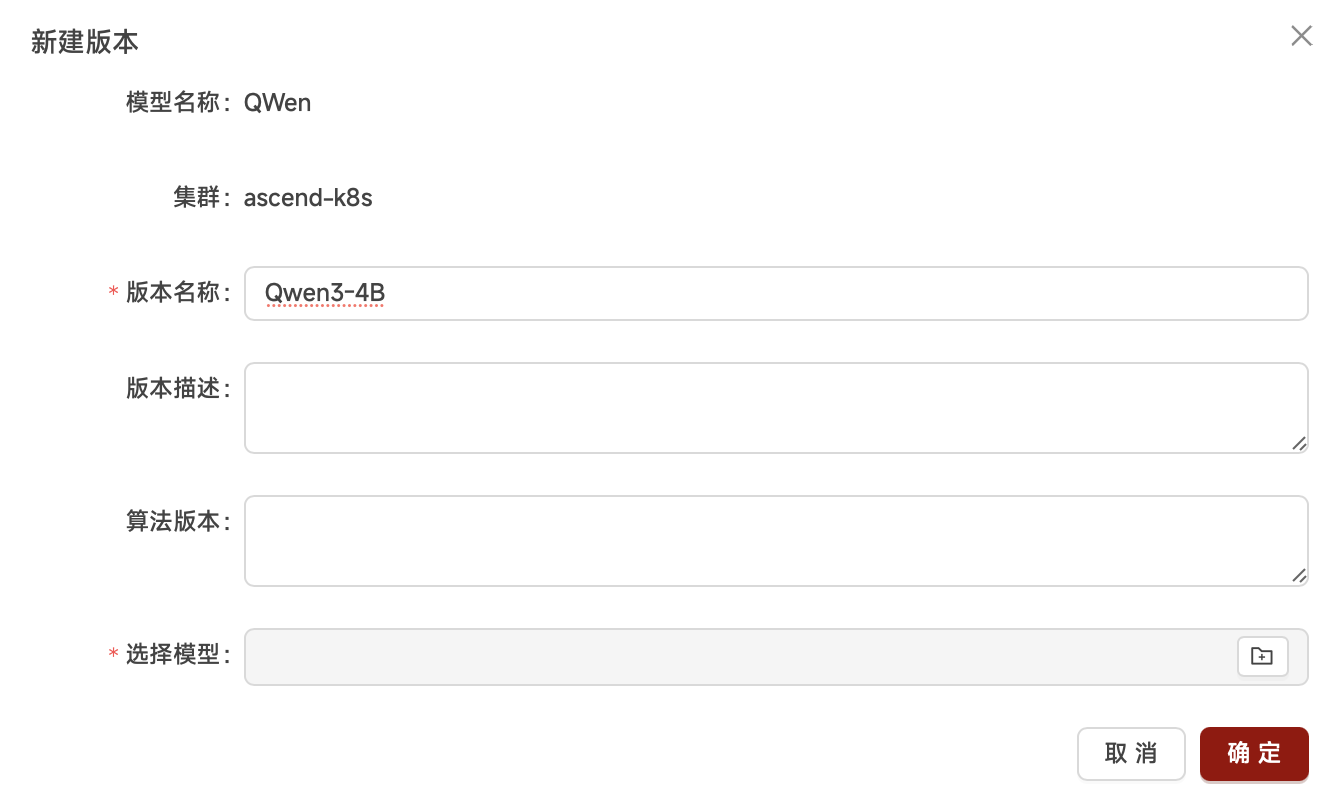 新建版本
模型名称： QWen
集群： ascend-k8s
* 版本名称： Qwen3-4B
版本描述：
算法版本：
* 选择模型：
取 消 确 定